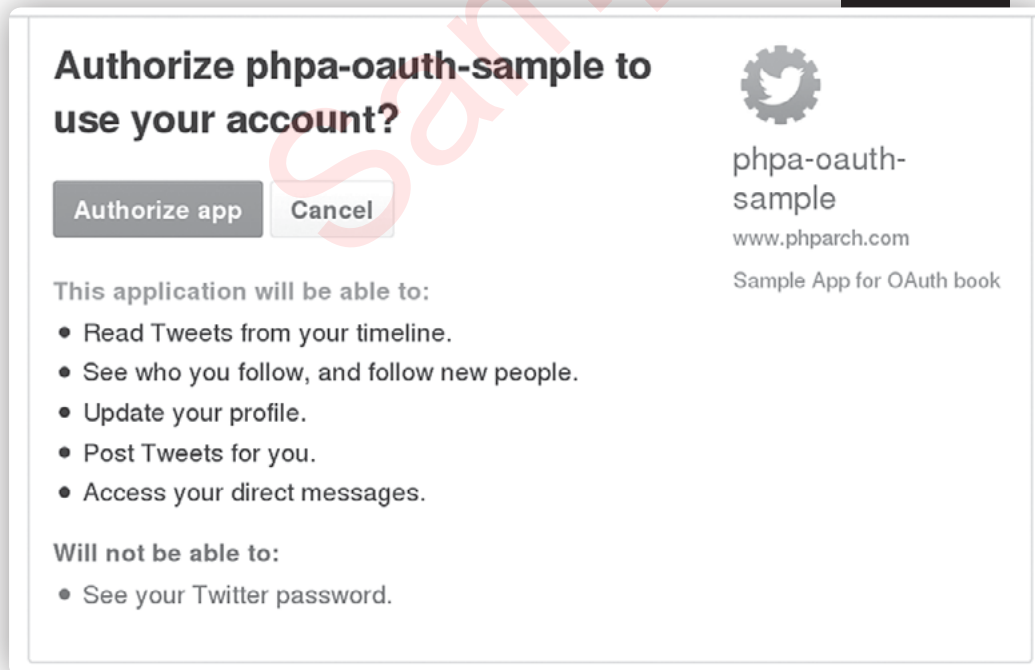 Authorize phpa-oauth-sample to
use your account?
Authorize app
Cancel
This application will be able to:
• Read Tweets from your timeline.
• See who you follow, and follow new people.
• Update your profile.
• Post Tweets for you.
• Access your direct messages.
Will not be able to:
• See your Twitter password.
phpa-oauth-
sample
www.phparch.com
Sample App for OAuth book